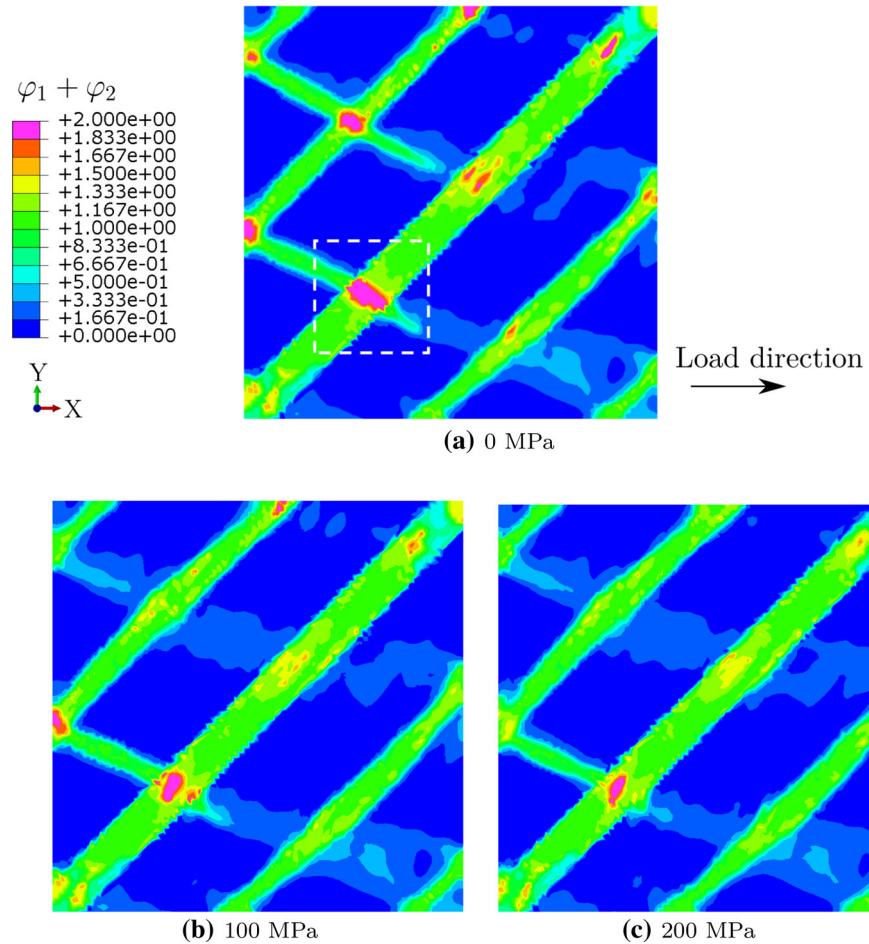 φ₁ + φ₂
+2.000e+00
+1.833e+00
+1.667e+00
+1.500e+00
+1.333e+00
+1.167e+00
+1.000e+00
+8.333e-01
+6.667e-01
+5.000e-01
+3.333e-01
+1.667e-01
+0.000e+00
Y
X
Load direction
(a) 0 MPa
(b) 100 MPa
(c) 200 MPa